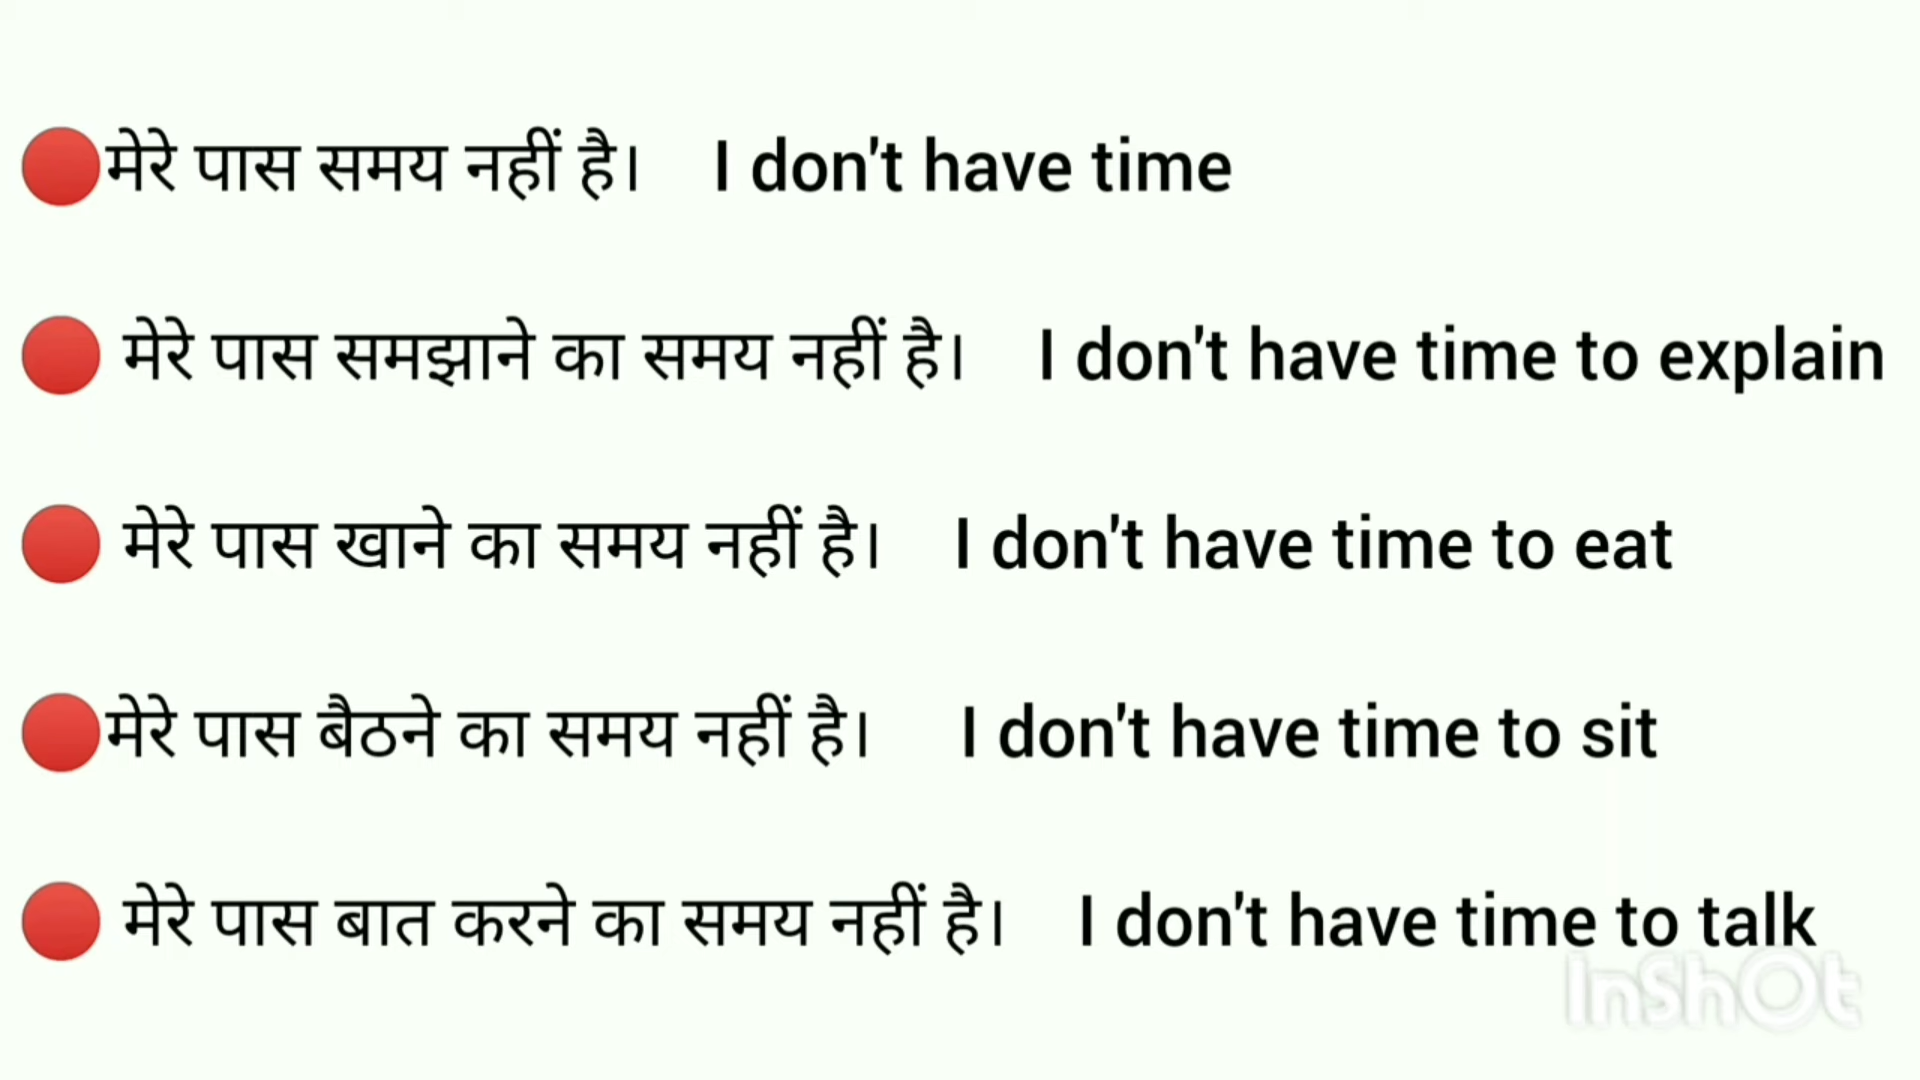 🔴मेरे पास समय नहीं है। I don't have time
🔴 मेरे पास समझाने का समय नहीं है। I don't have time to explain
🔴 मेरे पास खाने का समय नहीं है। I don't have time to eat
🔴मेरे पास बैठने का समय नहीं है। I don't have time to sit
🔴 मेरे पास बात करने का समय नहीं है। I don't have time to talk
InShOt